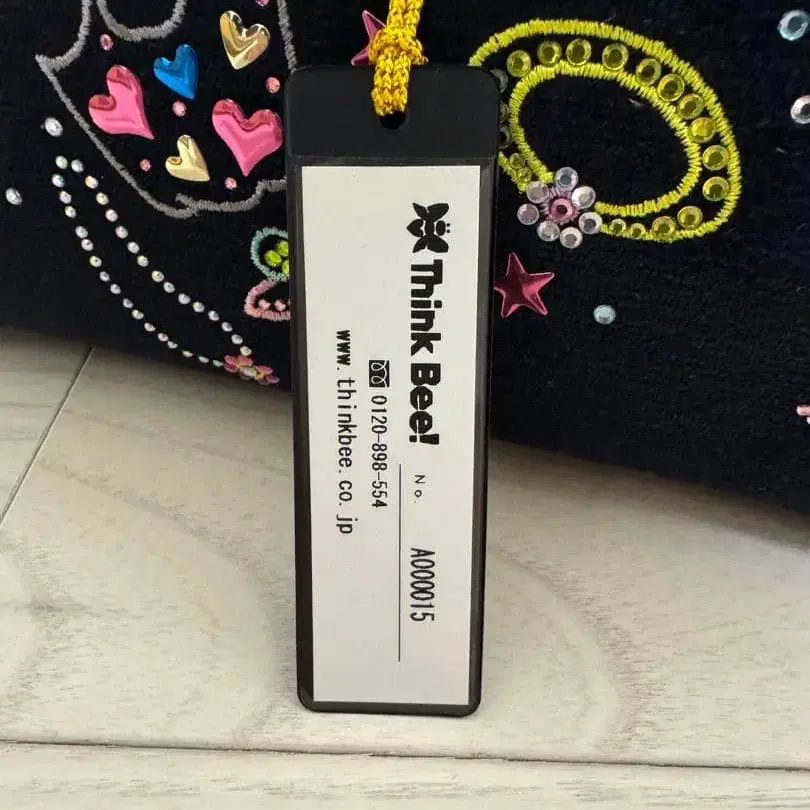 Think Bee!
No. A000015
0120-898-554
www.thinkbee.co.jp